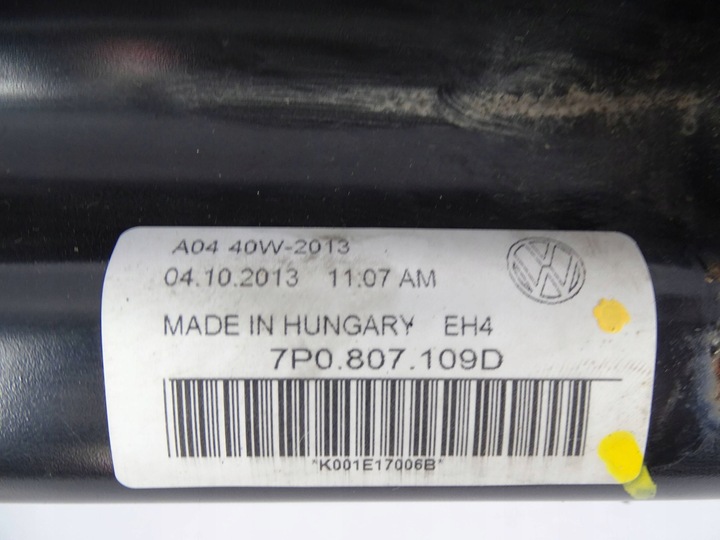 A04 40W-2013
04.10.2013 11:07 AM
MADE IN HUNGARY EH4
7P0.807.109D
*K001E17006B*